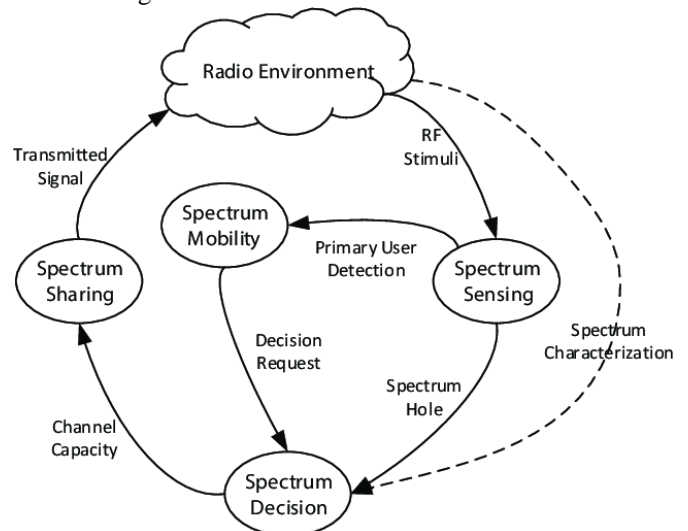 Radio Environment
RF
Stimuli
Transmitted
Signal
Spectrum
Mobility
Primary User
Detection
Spectrum
Sensing
Spectrum
Sharing
Decision
Request
Spectrum
Characterization
Spectrum
Hole
Channel
Capacity
Spectrum
Decision